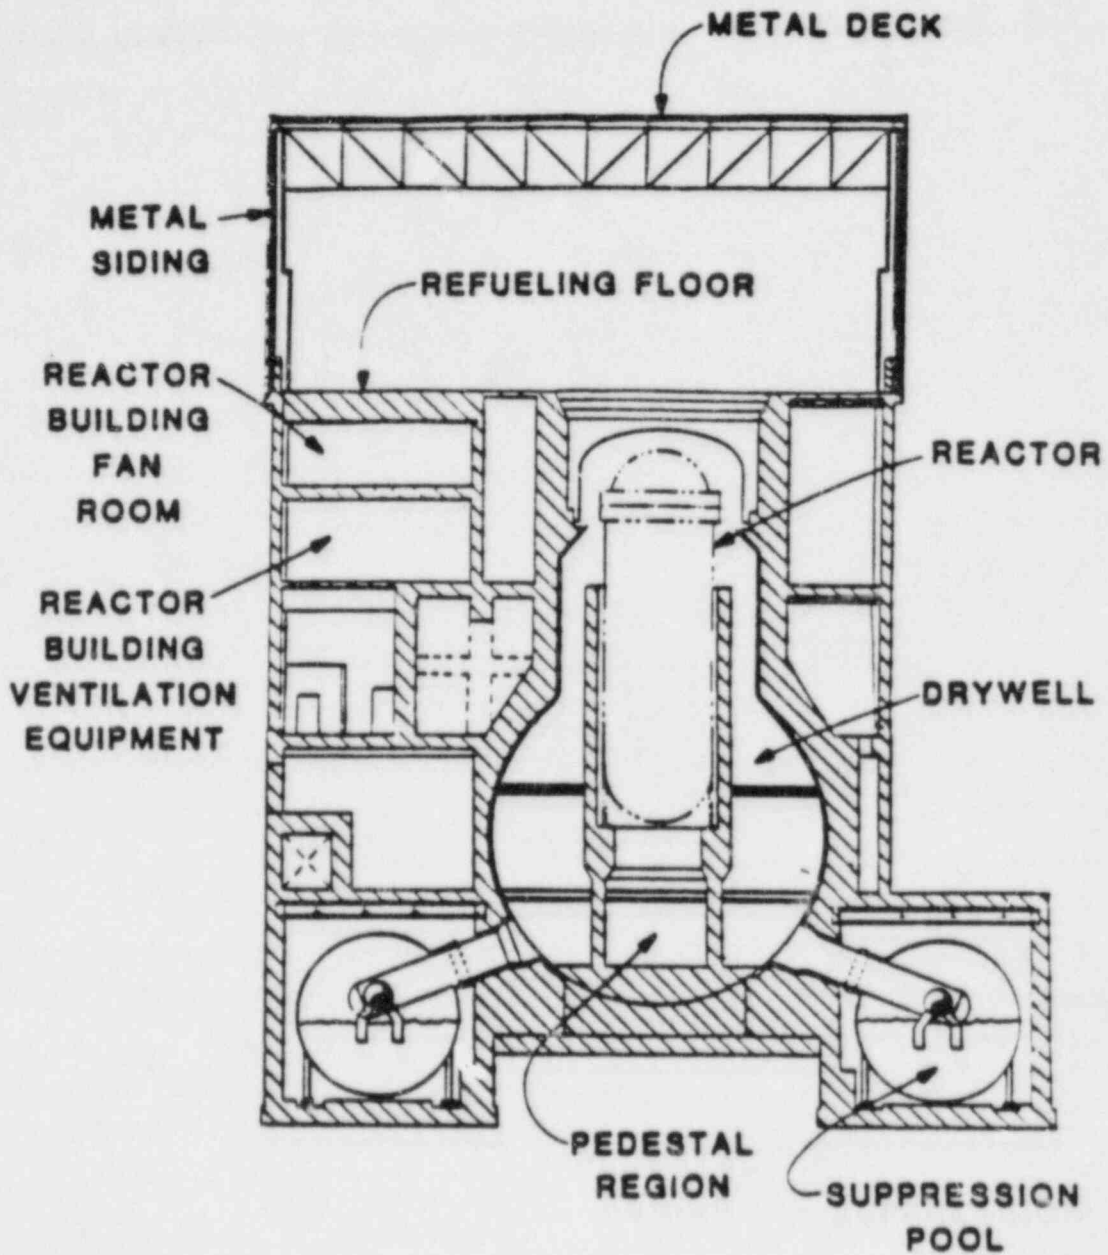 METAL DECK
METAL
SIDING
REFUELING FLOOR
REACTOR
BUILDING
FAN
ROOM
REACTOR
REACTOR
BUILDING
VENTILATION
EQUIPMENT
DRYWELL
PEDESTAL
REGION
SUPPRESSION
POOL